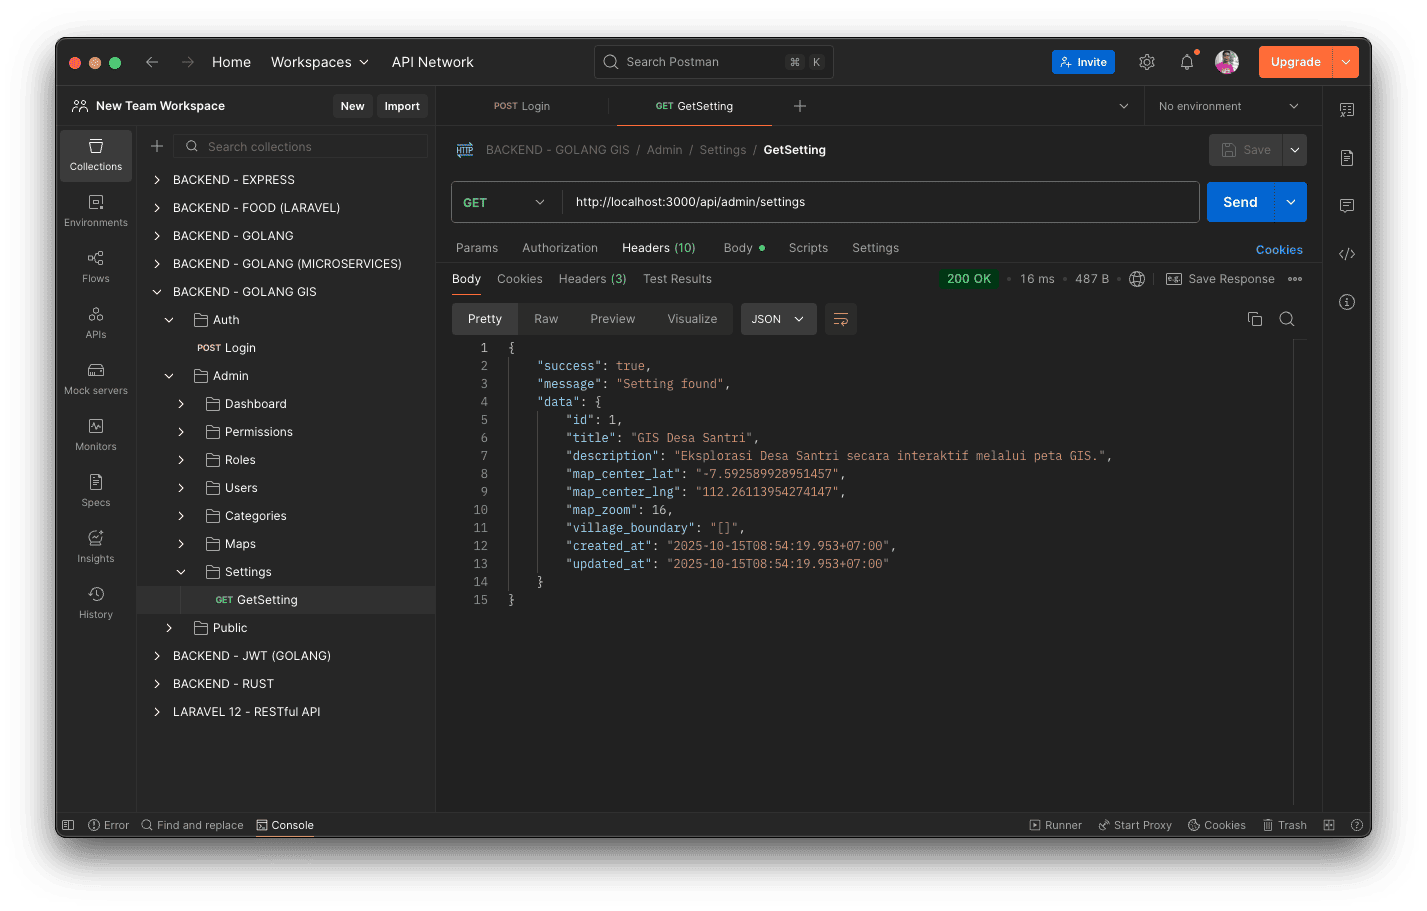 Home
Workspaces
API Network
Search Postman
⌘
K
Invite
Upgrade
New Team Workspace
New
Import
POST Login
GET GetSetting
No environment
Collections
Environments
Flows
APIs
Mock servers
Monitors
Specs
Insights
History
Search collections
BACKEND - EXPRESS
BACKEND - FOOD (LARAVEL)
BACKEND - GOLANG
BACKEND - GOLANG (MICROSERVICES)
BACKEND - GOLANG GIS
Auth
POST Login
Admin
Dashboard
Permissions
Roles
Users
Categories
Maps
Settings
GET GetSetting
Public
BACKEND - JWT (GOLANG)
BACKEND - RUST
LARAVEL 12 - RESTful API
HTTP BACKEND - GOLANG GIS / Admin / Settings / GetSetting
Save
GET http://localhost:3000/api/admin/settings
Send
Params Authorization Headers (10) Body Scripts Settings
Cookies
Body Cookies Headers (3) Test Results
200 OK • 16 ms • 487 B •
e.g. Save Response
Pretty Raw Preview Visualize JSON
1 {
2 "success": true,
3 "message": "Setting found",
4 "data": {
5 "id": 1,
6 "title": "GIS Desa Santri",
7 "description": "Eksplorasi Desa Santri secara interaktif melalui peta GIS.",
8 "map_center_lat": "-7.592589928951457",
9 "map_center_lng": "112.26113954274147",
10 "map_zoom": 16,
11 "village_boundary": "[]",
12 "created_at": "2025-10-15T08:54:19.953+07:00",
13 "updated_at": "2025-10-15T08:54:19.953+07:00"
14 }
15 }
Error
Find and replace
Console
Runner
Start Proxy
Cookies
Trash